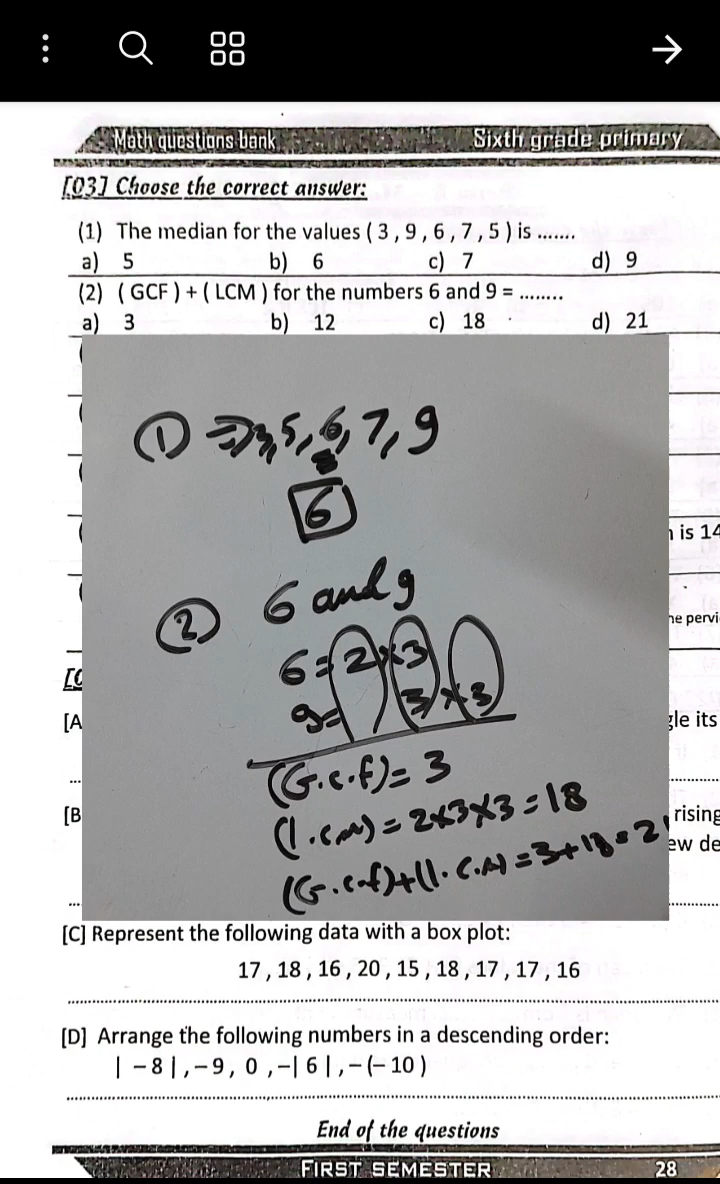 Math questions bank Sixth grade primary
[03] Choose the correct answer:
(1) The median for the values ( 3 , 9 , 6 , 7 , 5 ) is .......
a) 5 b) 6 c) 7 d) 9
(2) ( GCF ) + ( LCM ) for the numbers 6 and 9 = ........
a) 3 b) 12 c) 18 d) 21
① ⇒ 3, 5, 6, 7, 9
6
is 14
② 6 and 9
he pervi
6 = 2 × 3
9 = 3 × 3
[A gle its
(G.C.f) = 3
[B rising
(l.c.m) = 2×3×3 = 18
ew de
(G.c.f)+(l.c.m) = 3+18 = 21
[C] Represent the following data with a box plot:
17 , 18 , 16 , 20 , 15 , 18 , 17 , 17 , 16
[D] Arrange the following numbers in a descending order:
| − 8 | , − 9 , 0 , −| 6 | , − (− 10 )
End of the questions
FIRST SEMESTER 28